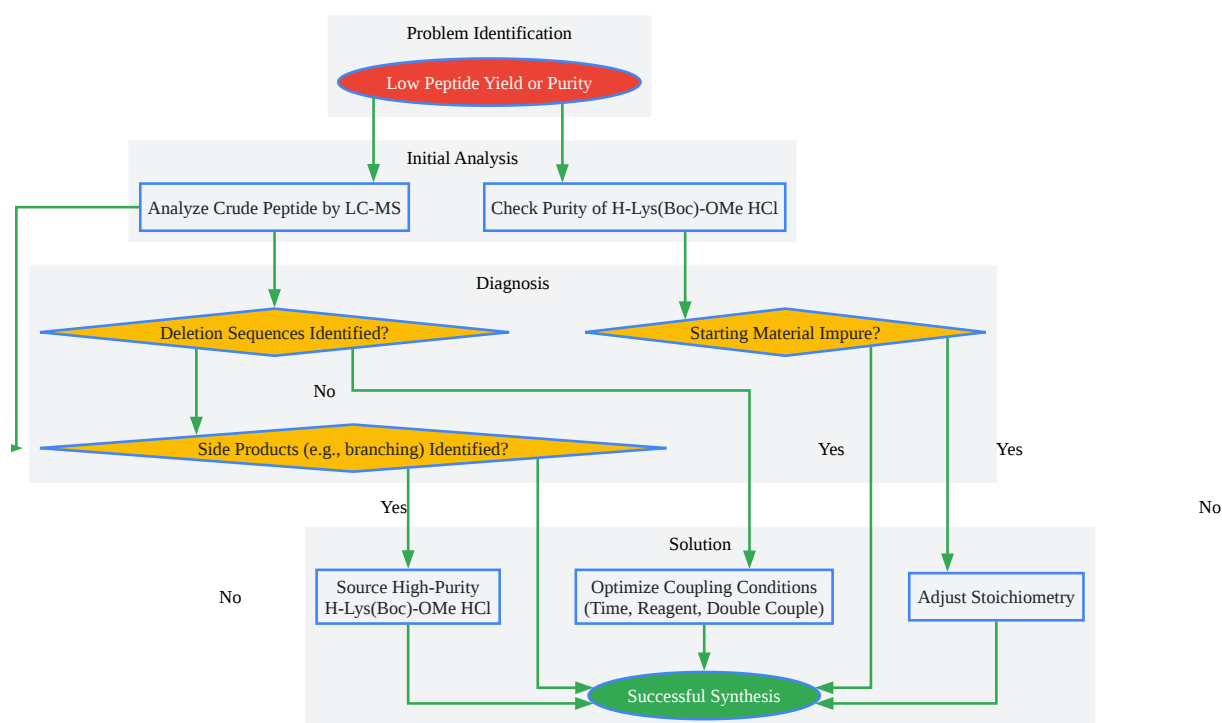 Problem Identification
Low Peptide Yield or Purity
Initial Analysis
Analyze Crude Peptide by LC-MS
Check Purity of H-Lys(Boc)-OMe HCl
Diagnosis
Deletion Sequences Identified?
Starting Material Impure?
No
Side Products (e.g., branching) Identified?
Yes
Yes
Yes
No
Solution
Source High-Purity
H-Lys(Boc)-OMe HCl
No
Optimize Coupling Conditions
(Time, Reagent, Double Couple)
Adjust Stoichiometry
Successful Synthesis